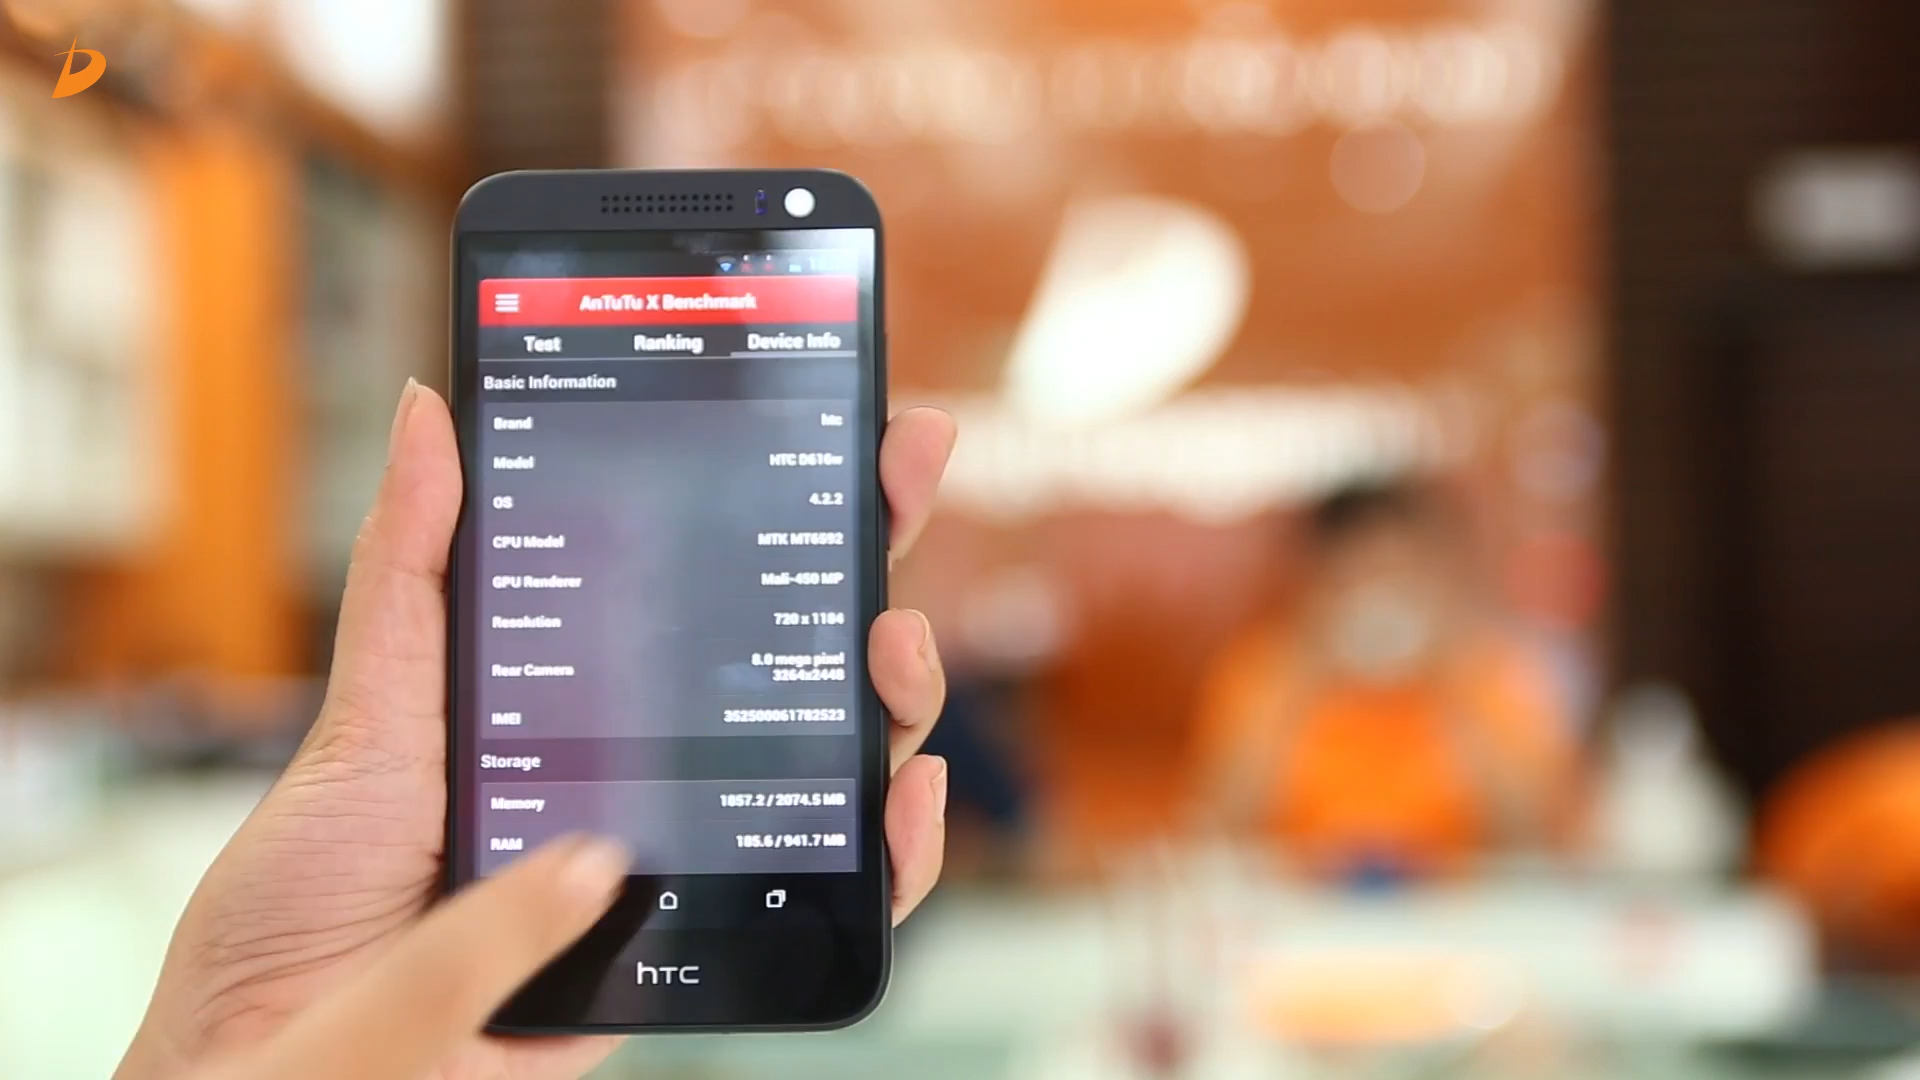 AnTuTu X Benchmark
Test Ranking Device Info
Basic Information
Brand htc
Model HTC D616w
OS 4.2.2
CPU Model MTK MT6592
GPU Renderer Mali-450 MP
Resolution 720 x 1184
Rear Camera 8.0 mega pixel
3264x2448
IMEI 352500061782523
Storage
Memory 1857.2 / 2074.5 MB
RAM 185.6 / 941.7 MB
hTC